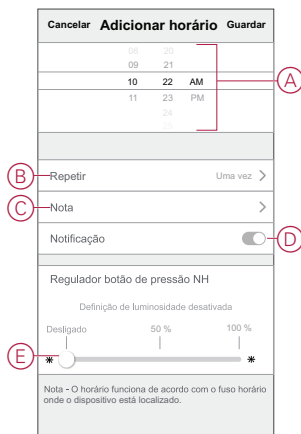 Cancelar Adicionar horário Guardar
08 20
09 21
10 22 AM
11 23 PM
24
A
B Repetir Uma vez
C Nota
Notificação D
Regulador botão de pressão NH
Definição de luminosidade desativada
Desligado 50 % 100 %
E
Nota - O horário funciona de acordo com o fuso horário
onde o dispositivo está localizado.